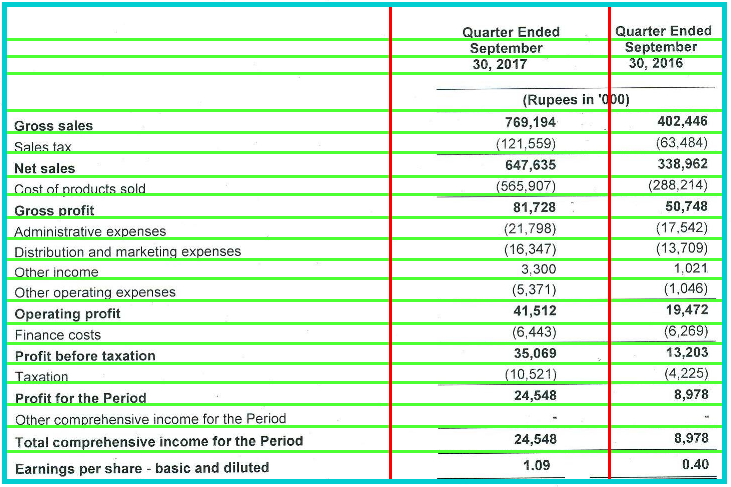 Quarter Ended Quarter Ended
September September
30, 2017 30, 2016
(Rupees in '000)
Gross sales 769,194 402,446
Sales tax (121,559) (63,484)
Net sales 647,635 338,962
Cost of products sold (565,907) (288,214)
Gross profit 81,728 50,748
Administrative expenses (21,798) (17,542)
Distribution and marketing expenses (16,347) (13,709)
Other income 3,300 1,021
Other operating expenses (5,371) (1,046)
Operating profit 41,512 19,472
Finance costs (6,443) (6,269)
Profit before taxation 35,069 13,203
Taxation (10,521) (4,225)
Profit for the Period 24,548 8,978
Other comprehensive income for the Period - -
Total comprehensive income for the Period 24,548 8,978
Earnings per share - basic and diluted 1.09 0.40